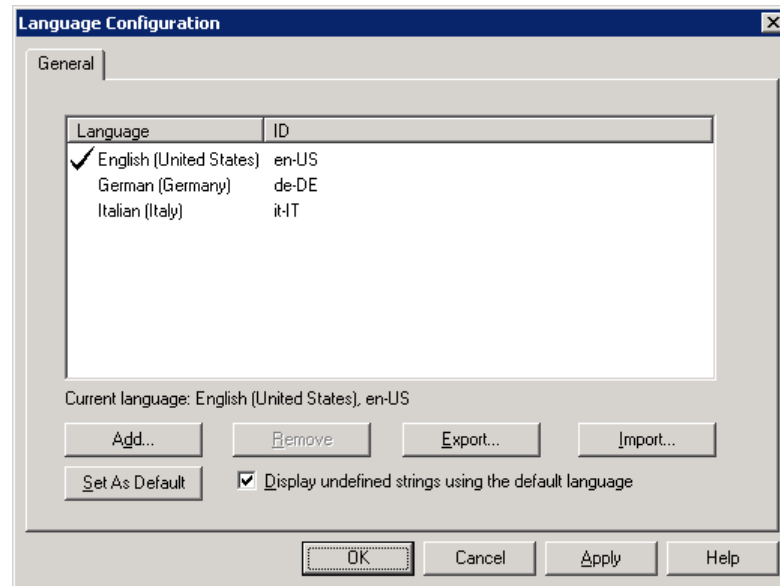 Language Configuration
General
Language ID
English (United States) en-US
German (Germany) de-DE
Italian (Italy) it-IT
Current language: English (United States), en-US
Add... Remove Export... Import...
Set As Default Display undefined strings using the default language
OK Cancel Apply Help